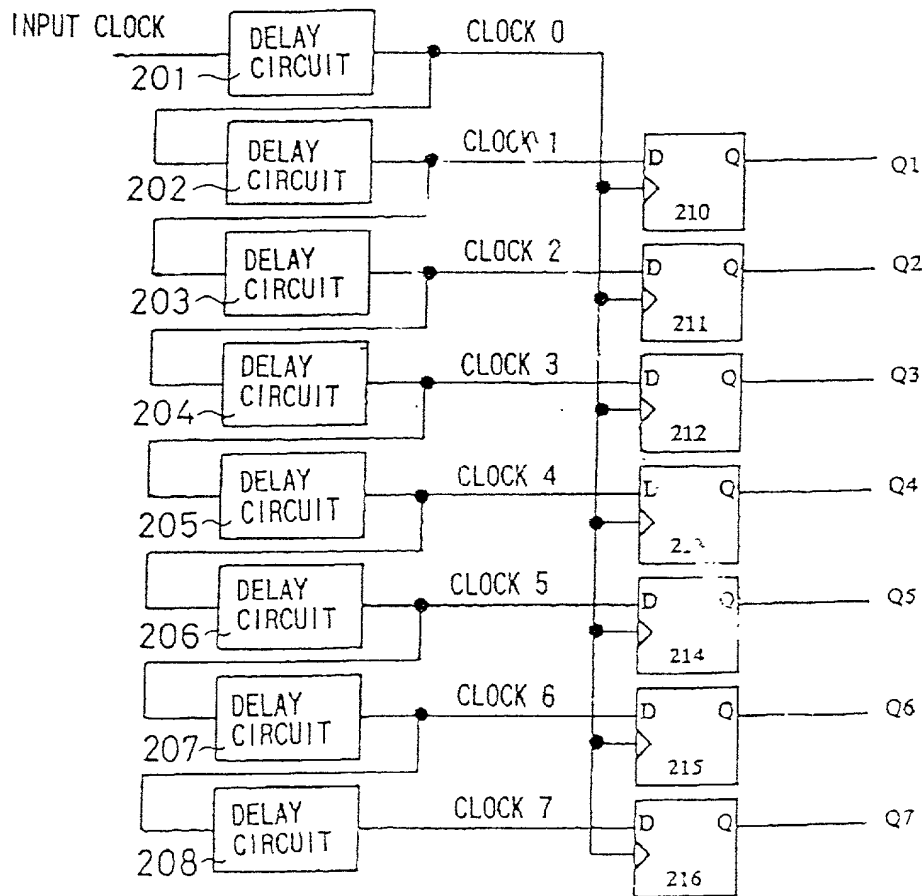 INPUT CLOCK
DELAY CIRCUIT
201
CLOCK 0
DELAY CIRCUIT
202
CLOCK 1
D Q
210
Q1
DELAY CIRCUIT
203
CLOCK 2
D Q
211
Q2
DELAY CIRCUIT
204
CLOCK 3
D Q
212
Q3
DELAY CIRCUIT
205
CLOCK 4
Q
Q4
DELAY CIRCUIT
206
CLOCK 5
D Q
214
Q5
DELAY CIRCUIT
207
CLOCK 6
D Q
215
Q6
DELAY CIRCUIT
208
CLOCK 7
D Q
216
Q7